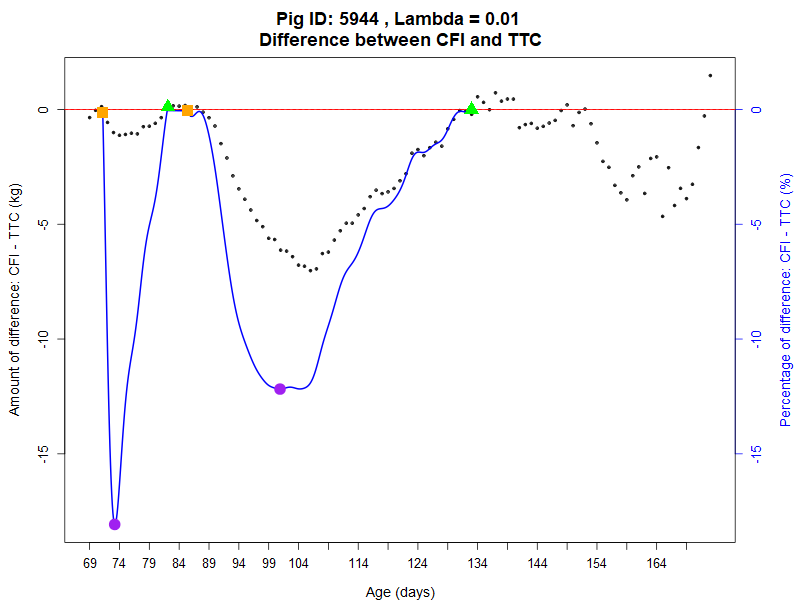 Pig ID: 5944 , Lambda = 0.01
Difference between CFI and TTC
Amount of difference: CFI - TTC (kg)
0
-5
-10
-15
0
-5
-10
-15
Percentage of difference: CFI - TTC (%)
69 74 79 84 89 94 99 104 114 124 134 144 154 164
Age (days)